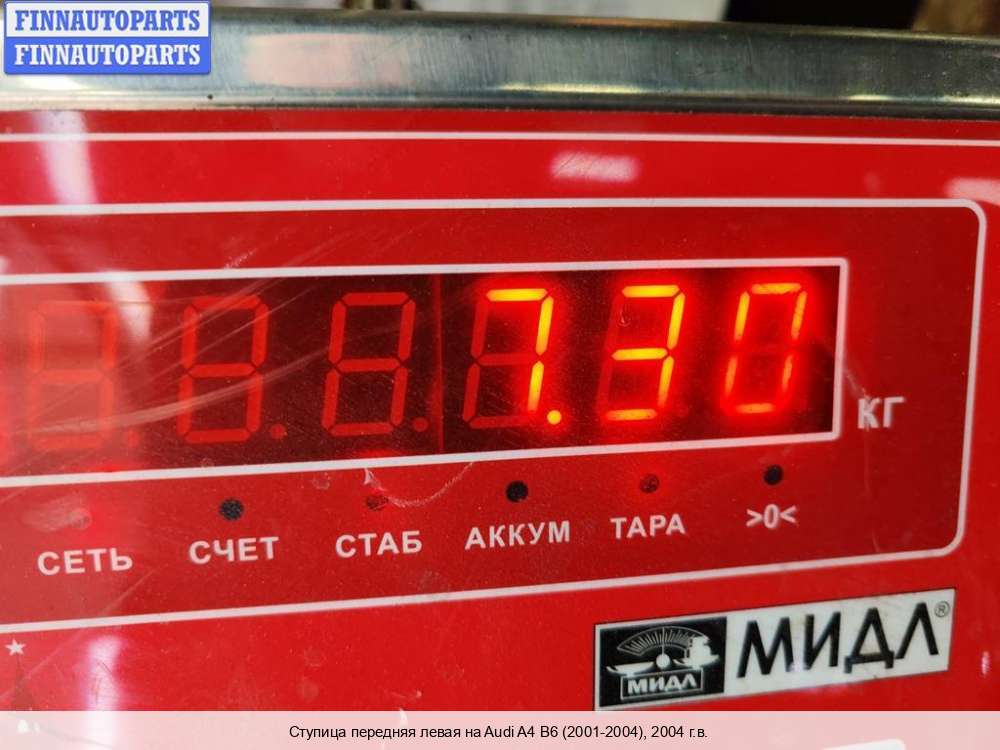 FINNAUTOPARTS
FINNAUTOPARTS
7.30
КГ
СЕТЬ СЧЕТ СТАБ АККУМ ТАРА >0<
МИДЛ МИДЛ®
Ступица передняя левая на Audi A4 B6 (2001-2004), 2004 г.в.